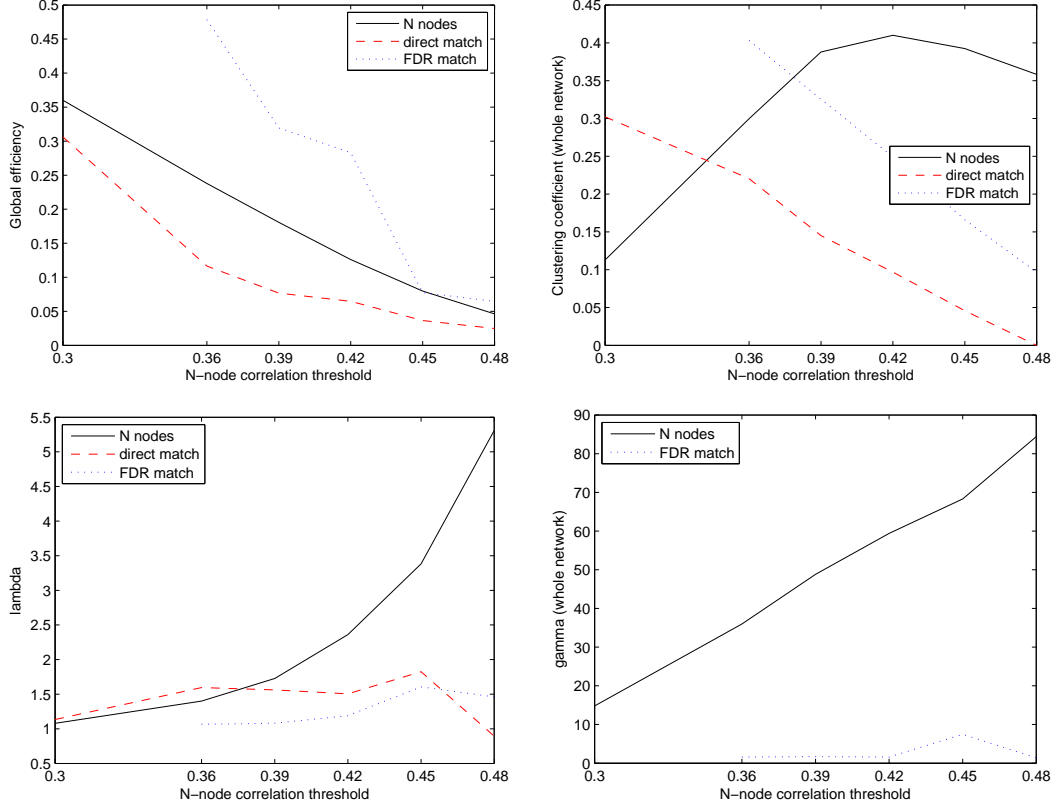 0.5
0.45
0.4
0.35
0.3
0.25
0.2
0.15
0.1
0.05
0
Global efficiency
N nodes
direct match
FDR match
0.3 0.36 0.39 0.42 0.45 0.48
N−node correlation threshold
0.45
0.4
0.35
0.3
0.25
0.2
0.15
0.1
0.05
0
Clustering coefficient (whole network)
N nodes
direct match
FDR match
0.3 0.36 0.39 0.42 0.45 0.48
N−node correlation threshold
5.5
5
4.5
4
3.5
3
2.5
2
1.5
1
0.5
lambda
N nodes
direct match
FDR match
0.3 0.36 0.39 0.42 0.45 0.48
N−node correlation threshold
90
80
70
60
50
40
30
20
10
0
gamma (whole network)
N nodes
FDR match
0.3 0.36 0.39 0.42 0.45 0.48
N−node correlation threshold